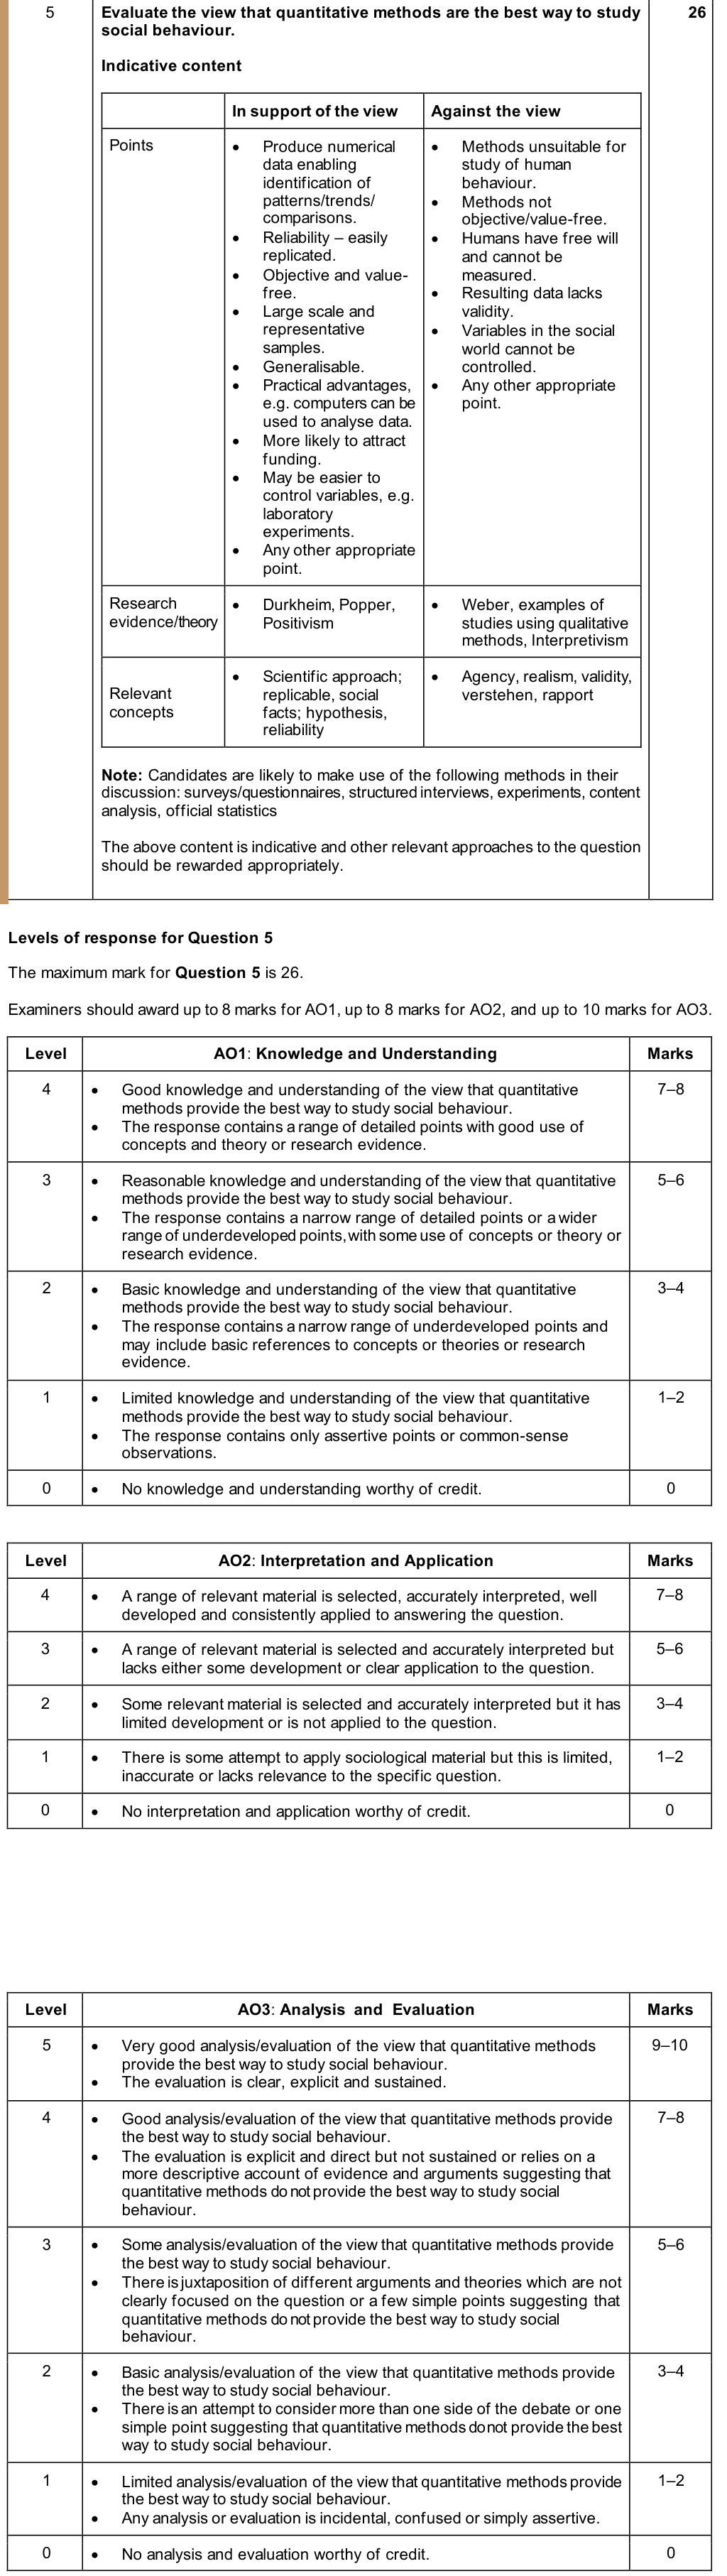 5
Evaluate the view that quantitative methods are the best way to study
social behaviour.
26
Indicative content
In support of the view
Against the view
Points
• Produce numerical
data enabling
identification of
patterns/trends/
comparisons.
• Reliability – easily
replicated.
• Objective and value-
free.
• Large scale and
representative
samples.
• Generalisable.
• Practical advantages,
e.g. computers can be
used to analyse data.
• More likely to attract
funding.
• May be easier to
control variables, e.g.
laboratory
experiments.
• Any other appropriate
point.
• Methods unsuitable for
study of human
behaviour.
• Methods not
objective/value-free.
• Humans have free will
and cannot be
measured.
• Resulting data lacks
validity.
• Variables in the social
world cannot be
controlled.
• Any other appropriate
point.
Research
evidence/theory
• Durkheim, Popper,
Positivism
• Weber, examples of
studies using qualitative
methods, Interpretivism
Relevant
concepts
• Scientific approach;
replicable, social
facts; hypothesis,
reliability
• Agency, realism, validity,
verstehen, rapport
Note: Candidates are likely to make use of the following methods in their
discussion: surveys/questionnaires, structured interviews, experiments, content
analysis, official statistics
The above content is indicative and other relevant approaches to the question
should be rewarded appropriately.
Levels of response for Question 5
The maximum mark for Question 5 is 26.
Examiners should award up to 8 marks for AO1, up to 8 marks for AO2, and up to 10 marks for AO3.
Level
AO1: Knowledge and Understanding
Marks
4
• Good knowledge and understanding of the view that quantitative
methods provide the best way to study social behaviour.
• The response contains a range of detailed points with good use of
concepts and theory or research evidence.
7–8
3
• Reasonable knowledge and understanding of the view that quantitative
methods provide the best way to study social behaviour.
• The response contains a narrow range of detailed points or a wider
range of underdeveloped points, with some use of concepts or theory or
research evidence.
5–6
2
• Basic knowledge and understanding of the view that quantitative
methods provide the best way to study social behaviour.
• The response contains a narrow range of underdeveloped points and
may include basic references to concepts or theories or research
evidence.
3–4
1
• Limited knowledge and understanding of the view that quantitative
methods provide the best way to study social behaviour.
• The response contains only assertive points or common-sense
observations.
1–2
0
• No knowledge and understanding worthy of credit.
0
Level
AO2: Interpretation and Application
Marks
4
• A range of relevant material is selected, accurately interpreted, well
developed and consistently applied to answering the question.
7–8
3
• A range of relevant material is selected and accurately interpreted but
lacks either some development or clear application to the question.
5–6
2
• Some relevant material is selected and accurately interpreted but it has
limited development or is not applied to the question.
3–4
1
• There is some attempt to apply sociological material but this is limited,
inaccurate or lacks relevance to the specific question.
1–2
0
• No interpretation and application worthy of credit.
0
Level
AO3: Analysis and Evaluation
Marks
5
• Very good analysis/evaluation of the view that quantitative methods
provide the best way to study social behaviour.
• The evaluation is clear, explicit and sustained.
9–10
4
• Good analysis/evaluation of the view that quantitative methods provide
the best way to study social behaviour.
• The evaluation is explicit and direct but not sustained or relies on a
more descriptive account of evidence and arguments suggesting that
quantitative methods do not provide the best way to study social
behaviour.
7–8
3
• Some analysis/evaluation of the view that quantitative methods provide
the best way to study social behaviour.
• There is juxtaposition of different arguments and theories which are not
clearly focused on the question or a few simple points suggesting that
quantitative methods do not provide the best way to study social
behaviour.
5–6
2
• Basic analysis/evaluation of the view that quantitative methods provide
the best way to study social behaviour.
• There is an attempt to consider more than one side of the debate or one
simple point suggesting that quantitative methods do not provide the best
way to study social behaviour.
3–4
1
• Limited analysis/evaluation of the view that quantitative methods provide
the best way to study social behaviour.
• Any analysis or evaluation is incidental, confused or simply assertive.
1–2
0
• No analysis and evaluation worthy of credit.
0